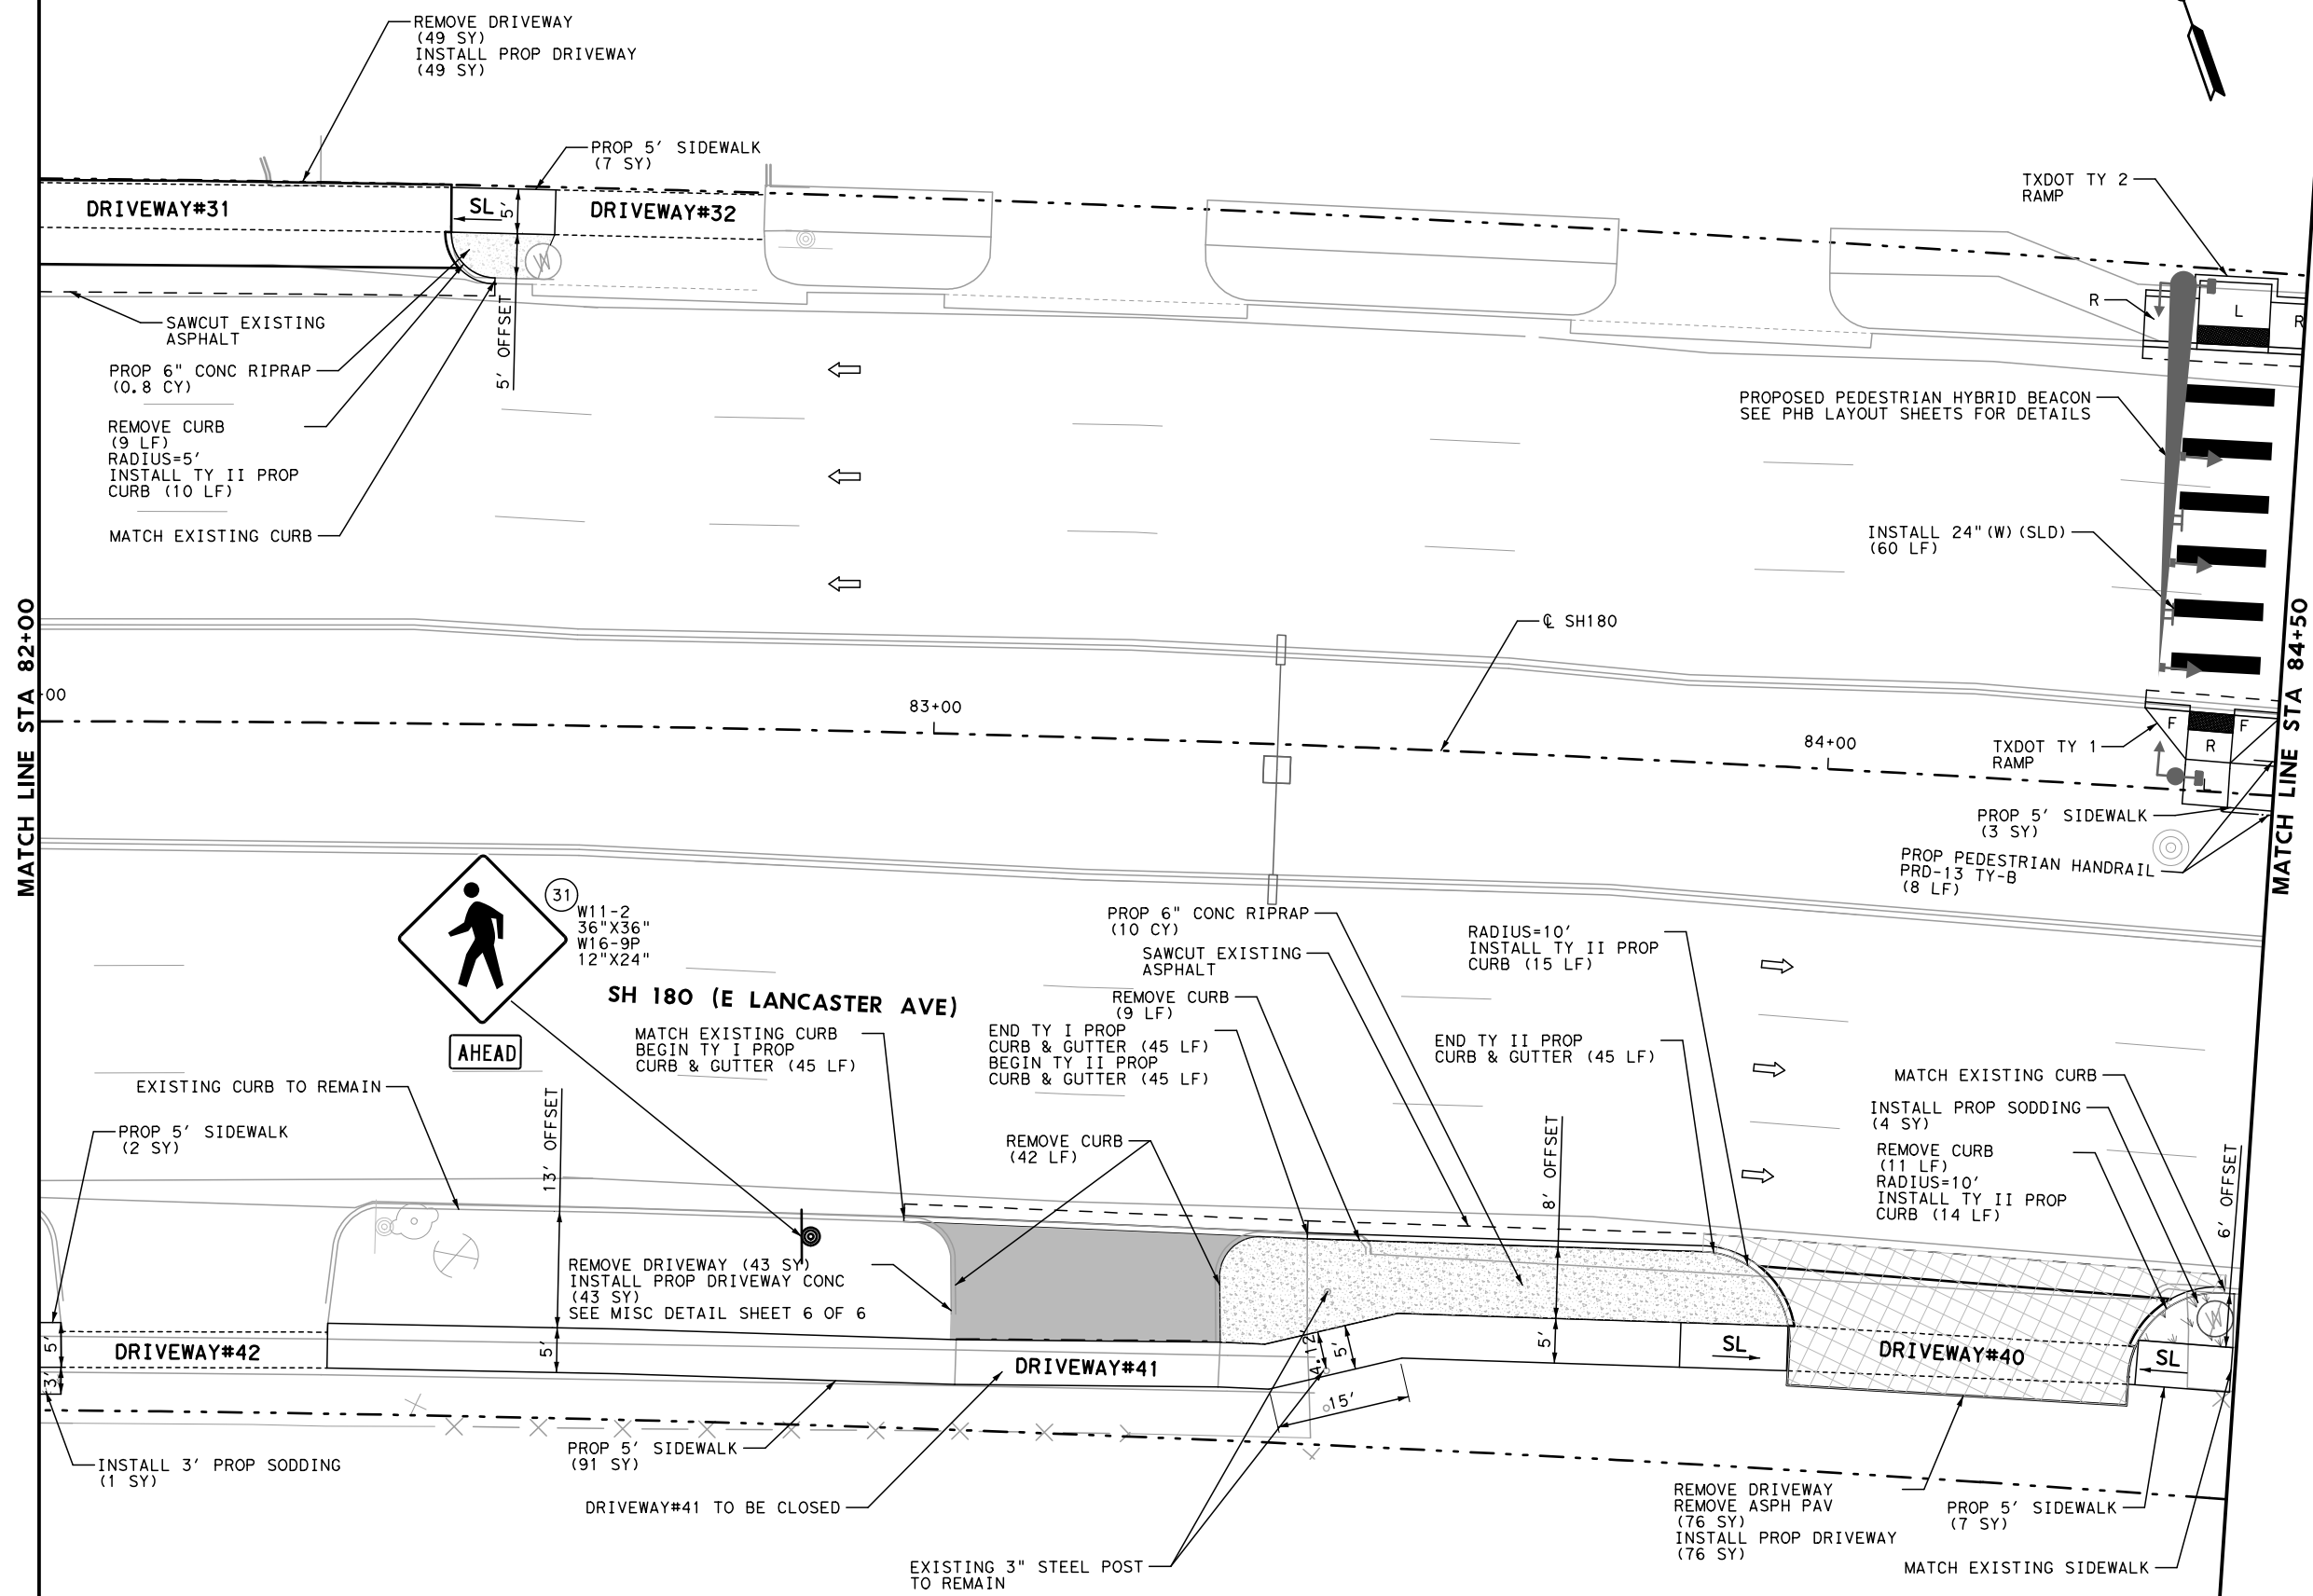 REMOVE DRIVEWAY
(49 SY)
INSTALL PROP DRIVEWAY
(49 SY)
PROP 5' SIDEWALK
(7 SY)
DRIVEWAY#31
SL
5'
DRIVEWAY#32
TXDOT TY 2
RAMP
R
L
R
SAWCUT EXISTING
ASPHALT
5' OFFSET
W
PROP 6" CONC RIPRAP
(0.8 CY)
REMOVE CURB
(9 LF)
RADIUS=5'
INSTALL TY II PROP
CURB (10 LF)
MATCH EXISTING CURB
PROPOSED PEDESTRIAN HYBRID BEACON
SEE PHB LAYOUT SHEETS FOR DETAILS
INSTALL 24"(W)(SLD)
(60 LF)
MATCH LINE STA 82+00
+00
83+00
℄ SH180
84+00
MATCH LINE STA 84+50
F
F
R
L
TXDOT TY 1
RAMP
PROP 5' SIDEWALK
(3 SY)
PROP PEDESTRIAN HANDRAIL
PRD-13 TY-B
(8 LF)
31
W11-2
36"X36"
W16-9P
12"X24"
AHEAD
SH 180 (E LANCASTER AVE)
PROP 6" CONC RIPRAP
(10 CY)
SAWCUT EXISTING
ASPHALT
REMOVE CURB
(9 LF)
RADIUS=10'
INSTALL TY II PROP
CURB (15 LF)
MATCH EXISTING CURB
BEGIN TY I PROP
CURB & GUTTER (45 LF)
END TY I PROP
CURB & GUTTER (45 LF)
BEGIN TY II PROP
CURB & GUTTER (45 LF)
END TY II PROP
CURB & GUTTER (45 LF)
EXISTING CURB TO REMAIN
PROP 5' SIDEWALK
(2 SY)
13' OFFSET
REMOVE CURB
(42 LF)
8' OFFSET
MATCH EXISTING CURB
INSTALL PROP SODDING
(4 SY)
REMOVE CURB
(11 LF)
RADIUS=10'
INSTALL TY II PROP
CURB (14 LF)
6' OFFSET
REMOVE DRIVEWAY (43 SY)
INSTALL PROP DRIVEWAY CONC
(43 SY)
SEE MISC DETAIL SHEET 6 OF 6
5'
3'
DRIVEWAY#42
5'
DRIVEWAY#41
5'
15'
5'
SL
DRIVEWAY#40
SL
W
INSTALL 3' PROP SODDING
(1 SY)
PROP 5' SIDEWALK
(91 SY)
DRIVEWAY#41 TO BE CLOSED
EXISTING 3" STEEL POST
TO REMAIN
REMOVE DRIVEWAY
REMOVE ASPH PAV
(76 SY)
INSTALL PROP DRIVEWAY
(76 SY)
PROP 5' SIDEWALK
(7 SY)
MATCH EXISTING SIDEWALK